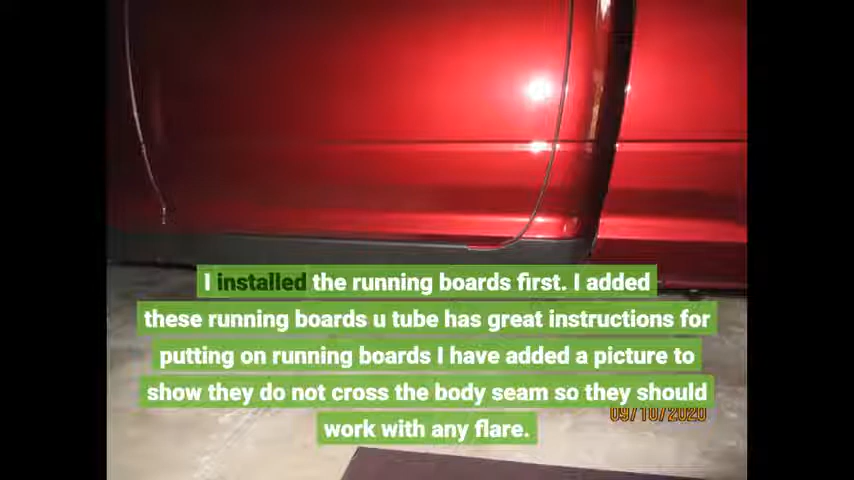 I installed the running boards first. I added
these running boards u tube has great instructions for
putting on running boards I have added a picture to
show they do not cross the body seam so they should
work with any flare.
09/10/2020